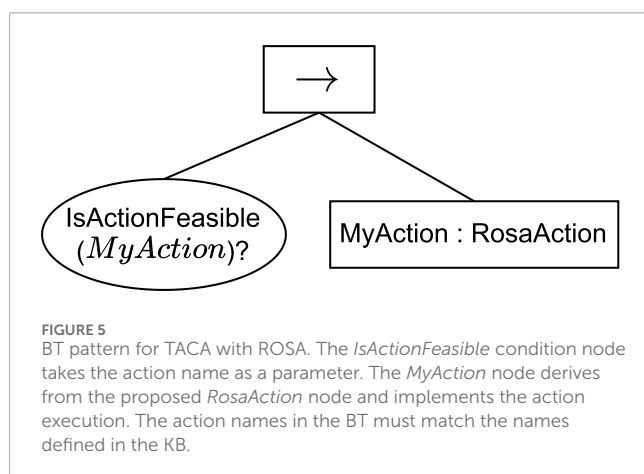 →
IsActionFeasible
(MyAction)?
MyAction : RosaAction
FIGURE 5
BT pattern for TACA with ROSA. The IsActionFeasible condition node
takes the action name as a parameter. The MyAction node derives
from the proposed RosaAction node and implements the action
execution. The action names in the BT must match the names
defined in the KB.